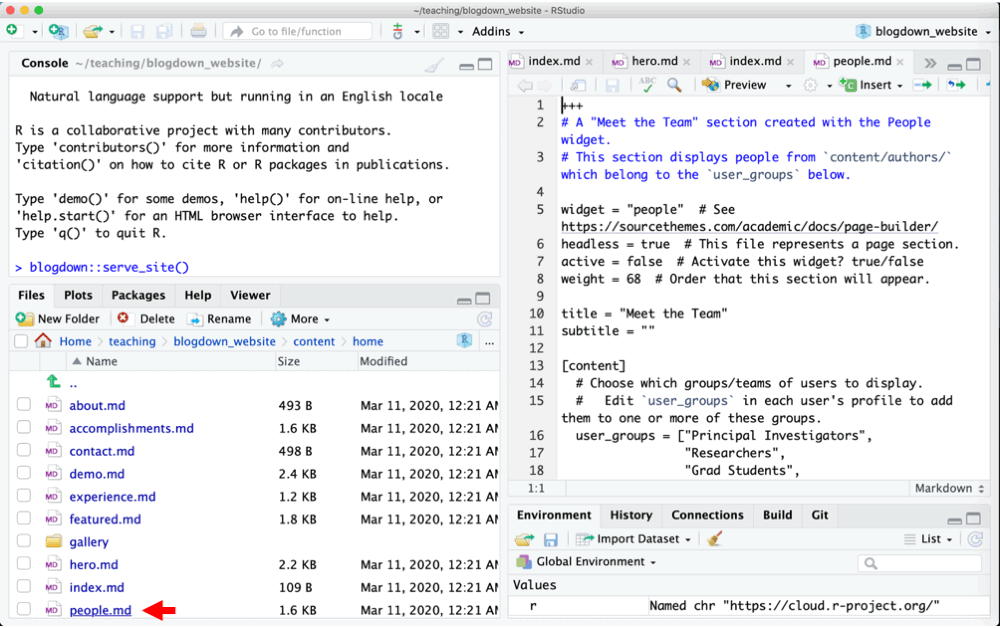 ~/teaching/blogdown_website - RStudio
Go to file/function
Addins
blogdown_website
Console ~/teaching/blogdown_website/
Natural language support but running in an English locale
R is a collaborative project with many contributors.
Type 'contributors()' for more information and
'citation()' on how to cite R or R packages in publications.
Type 'demo()' for some demos, 'help()' for on-line help, or
'help.start()' for an HTML browser interface to help.
Type 'q()' to quit R.
> blogdown::serve_site()
Files Plots Packages Help Viewer
New Folder Delete Rename More
Home teaching blogdown_website content home R ...
Name Size Modified
..
MD about.md 493 B Mar 11, 2020, 12:21 AM
MD accomplishments.md 1.6 KB Mar 11, 2020, 12:21 AM
MD contact.md 498 B Mar 11, 2020, 12:21 AM
MD demo.md 2.4 KB Mar 11, 2020, 12:21 AM
MD experience.md 1.2 KB Mar 11, 2020, 12:21 AM
MD featured.md 1.8 KB Mar 11, 2020, 12:21 AM
gallery
MD hero.md 2.2 KB Mar 11, 2020, 12:21 AM
MD index.md 109 B Mar 11, 2020, 12:21 AM
MD people.md 1.6 KB Mar 11, 2020, 12:21 AM
MD index.md MD hero.md MD index.md MD people.md
ABC Preview Insert
1 +++
2 # A "Meet the Team" section created with the People
widget.
3 # This section displays people from `content/authors/`
which belong to the `user_groups` below.
4
5 widget = "people" # See
https://sourcethemes.com/academic/docs/page-builder/
6 headless = true # This file represents a page section.
7 active = false # Activate this widget? true/false
8 weight = 68 # Order that this section will appear.
9
10 title = "Meet the Team"
11 subtitle = ""
12
13 [content]
14 # Choose which groups/teams of users to display.
15 # Edit `user_groups` in each user's profile to add
them to one or more of these groups.
16 user_groups = ["Principal Investigators",
17 "Researchers",
18 "Grad Students",
1:1 Markdown
Environment History Connections Build Git
Import Dataset List
Global Environment
Values
r Named chr "https://cloud.r-project.org/"